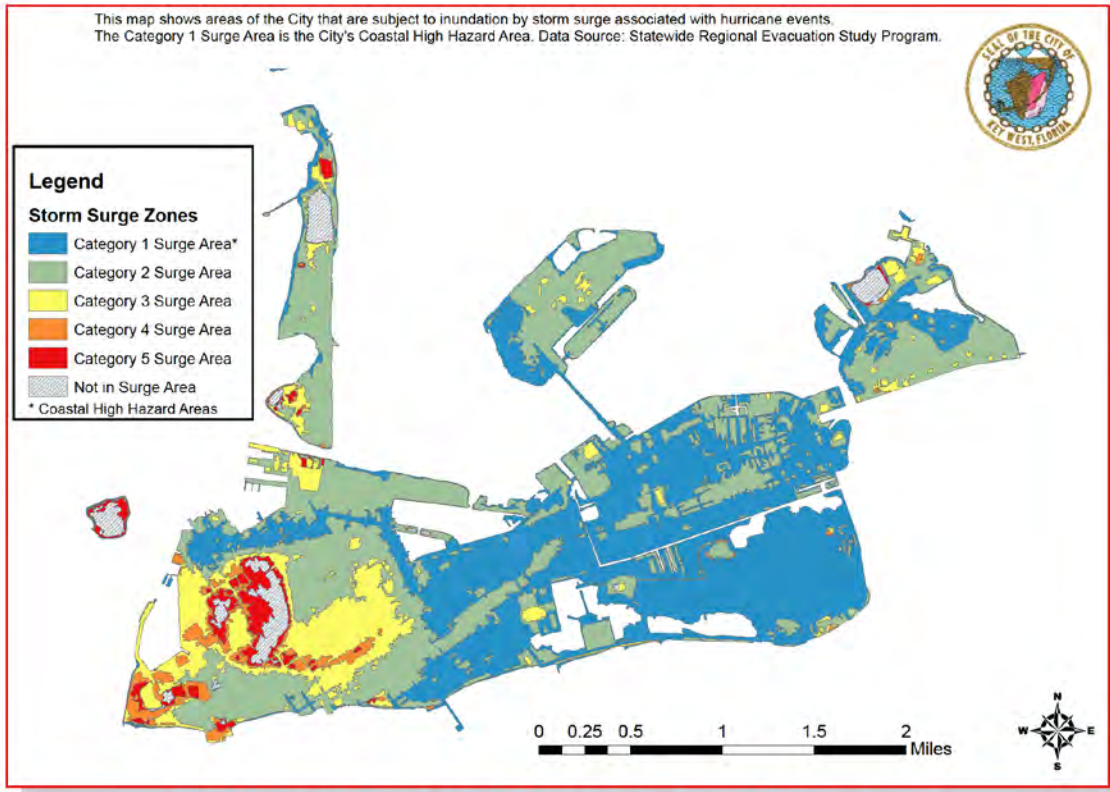 This map shows areas of the City that are subject to inundation by storm surge associated with hurricane events.
The Category 1 Surge Area is the City's Coastal High Hazard Area. Data Source: Statewide Regional Evacuation Study Program.
SEAL OF THE CITY OF
KEY WEST, FLORIDA
Legend
Storm Surge Zones
Category 1 Surge Area*
Category 2 Surge Area
Category 3 Surge Area
Category 4 Surge Area
Category 5 Surge Area
Not in Surge Area
* Coastal High Hazard Areas
0 0.25 0.5 1 1.5 2
Miles
N
W E
S